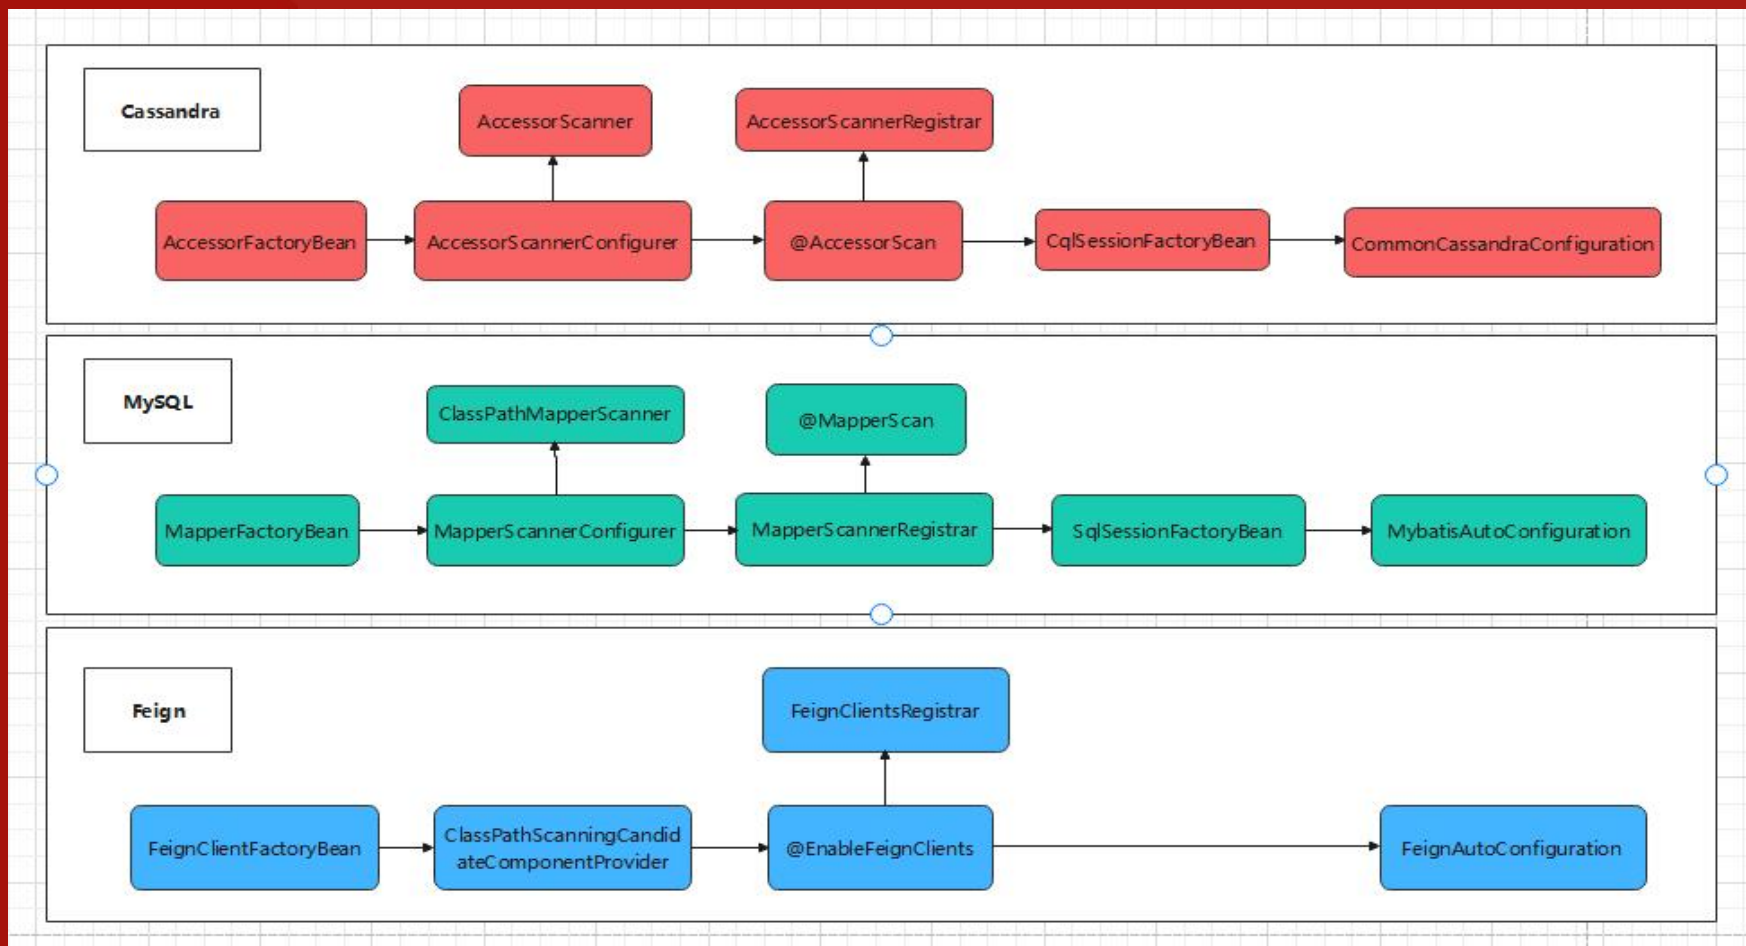 Cassandra
AccessorScanner
AccessorScannerRegistrar
AccessorFactoryBean
AccessorScannerConfigurer
@AccessorScan
CqlSessionFactoryBean
CommonCassandraConfiguration
MySQL
ClassPathMapperScanner
@MapperScan
MapperFactoryBean
MapperScannerConfigurer
MapperScannerRegistrar
SqlSessionFactoryBean
MybatisAutoConfiguration
Feign
FeignClientsRegistrar
FeignClientFactoryBean
ClassPathScanningCandid
ateComponentProvider
@EnableFeignClients
FeignAutoConfiguration